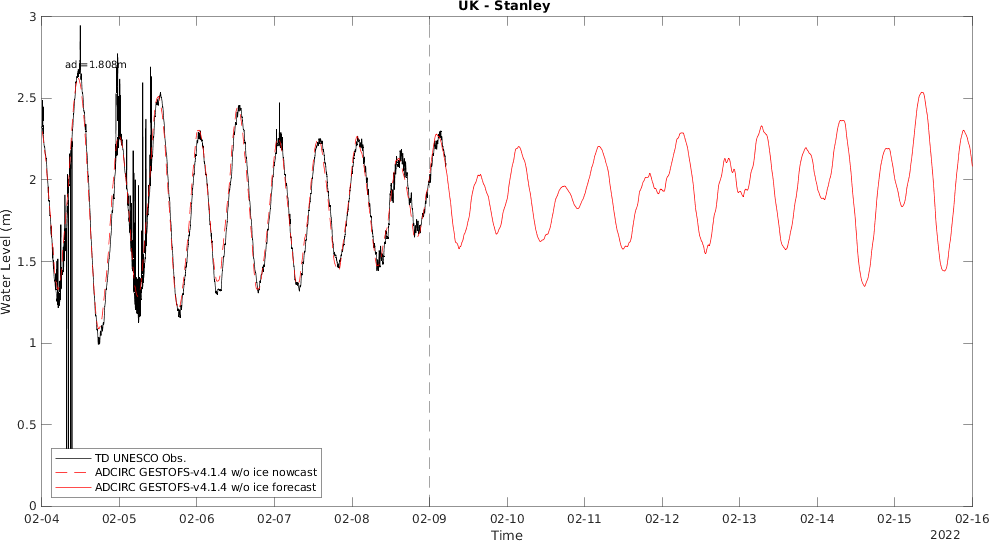 UK - Stanley
3
2.5
2
1.5
1
0.5
0
Water Level (m)
adj=1.808m
TD UNESCO Obs.
ADCIRC GESTOFS-v4.1.4 w/o ice nowcast
ADCIRC GESTOFS-v4.1.4 w/o ice forecast
02-04 02-05 02-06 02-07 02-08 02-09 02-10 02-11 02-12 02-13 02-14 02-15 02-16
Time
2022